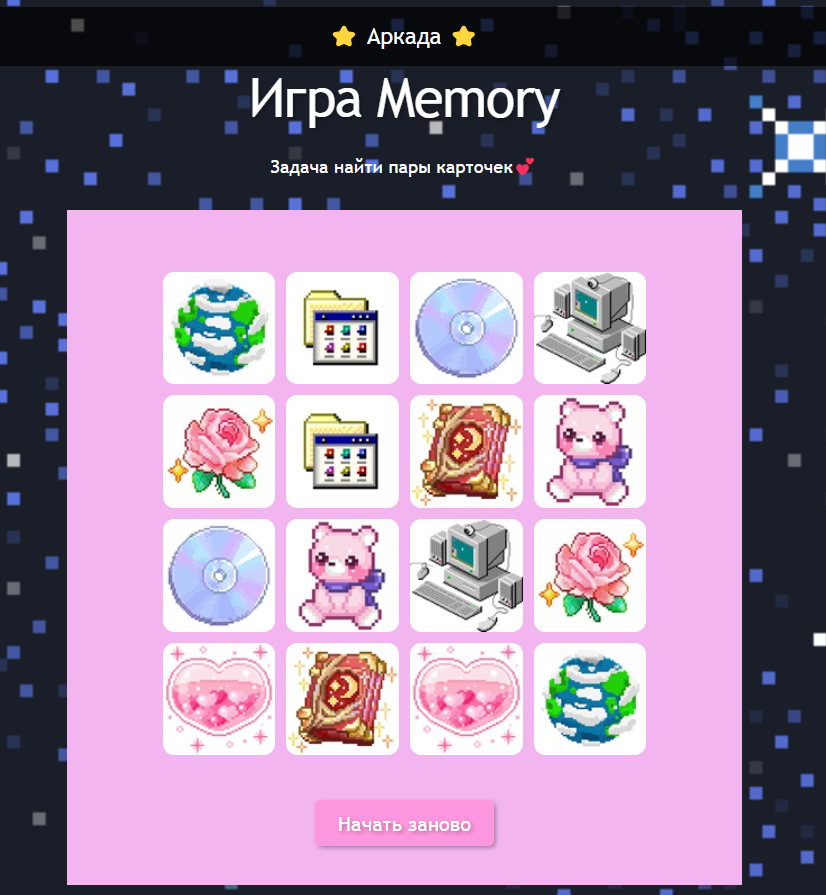 Аркада
Игра Memory
Задача найти пары карточек
Начать заново